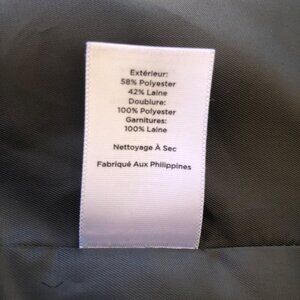 Extérieur:
58% Polyester
42% Laine
Doublure:
100% Polyester
Garnitures:
100% Laine
Nettoyage À Sec
Fabriqué Aux Philippines